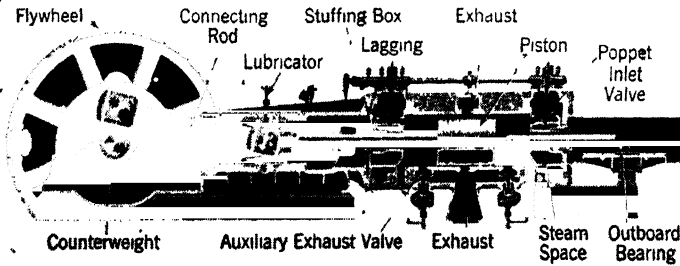 Flywheel
Connecting
Rod
Stuffing Box
Exhaust
Lubricator
Lagging
Piston
Poppet
Inlet
Valve
Counterweight
Auxiliary Exhaust Valve
Exhaust
Steam
Space
Outboard
Bearing